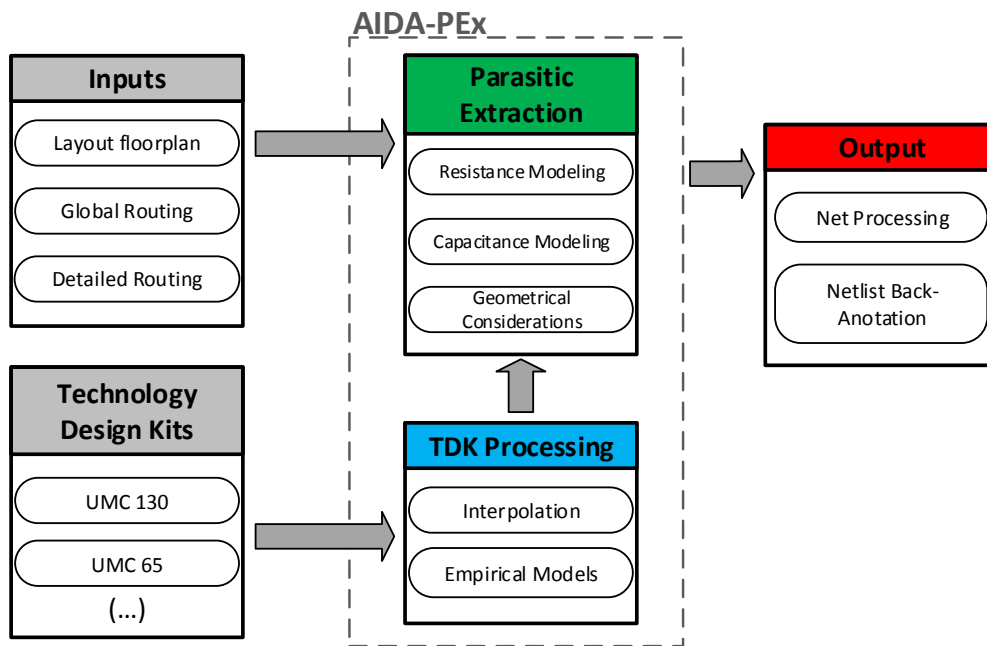 AIDA-PEx
Inputs
Layout floorplan
Global Routing
Detailed Routing
Technology
Design Kits
UMC 130
UMC 65
(...)
Parasitic
Extraction
Resistance Modeling
Capacitance Modeling
Geometrical
Considerations
TDK Processing
Interpolation
Empirical Models
Output
Net Processing
Netlist Back-
Anotation